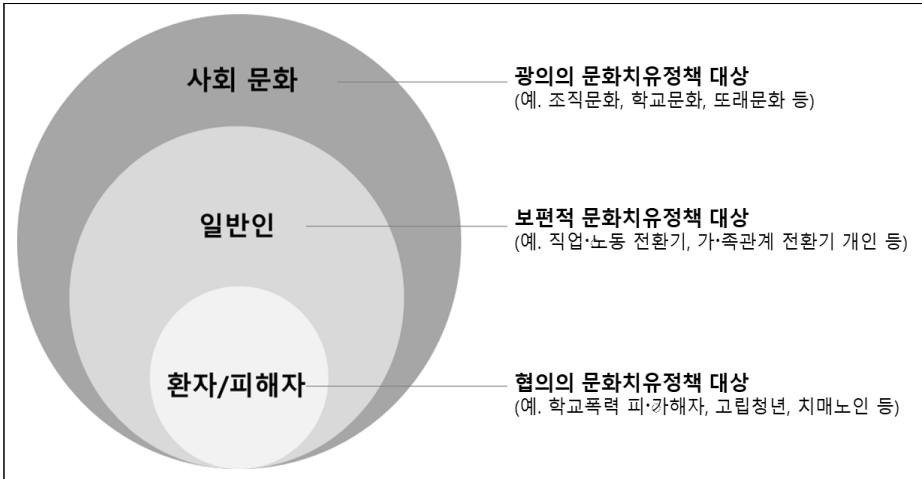 사회 문화
광의의 문화치유정책 대상
(예. 조직문화, 학교문화, 또래문화 등)
일반인
보편적 문화치유정책 대상
(예. 직업·노동 전환기, 가·족관계 전환기 개인 등)
환자/피해자
협의의 문화치유정책 대상
(예. 학교폭력 피·가해자, 고립청년, 치매노인 등)